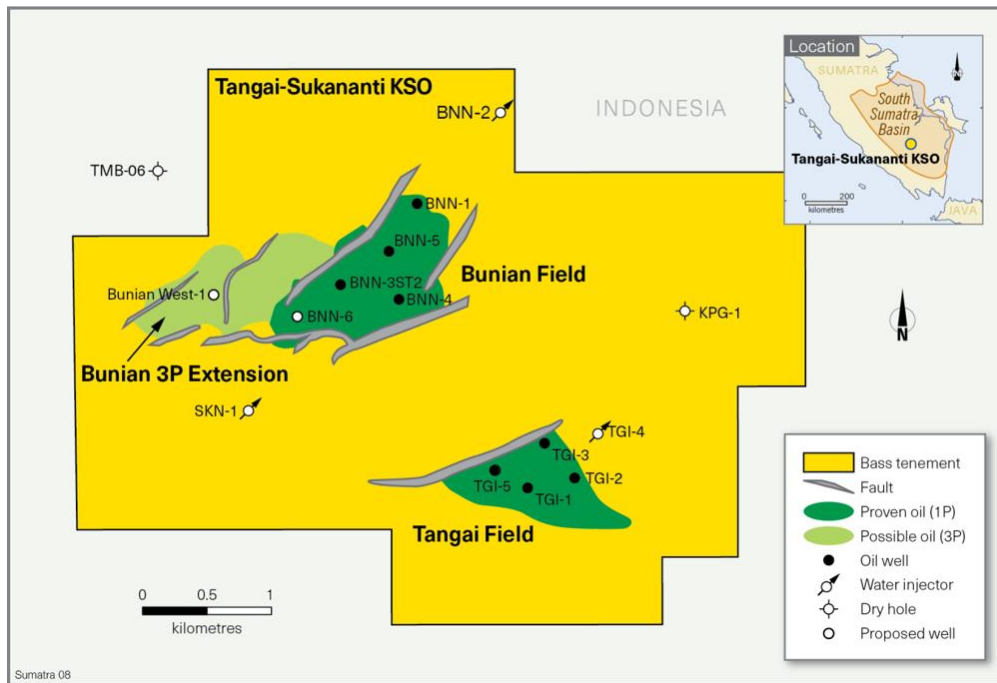 Tangai-Sukananti KSO
BNN-2
INDONESIA
TMB-06
BNN-1
BNN-5
Bunian Field
BNN-3ST2
Bunian West-1
BNN-4
BNN-6
KPG-1
Bunian 3P Extension
SKN-1
TGI-4
TGI-3
TGI-5
TGI-2
TGI-1
Tangai Field
0 0.5 1
kilometres
N
Sumatra 08
Location
SUMATRA
N
South
Sumatra
Basin
Tangai-Sukananti KSO
0 200
kilometres
JAVA
Bass tenement
Fault
Proven oil (1P)
Possible oil (3P)
Oil well
Water injector
Dry hole
Proposed well